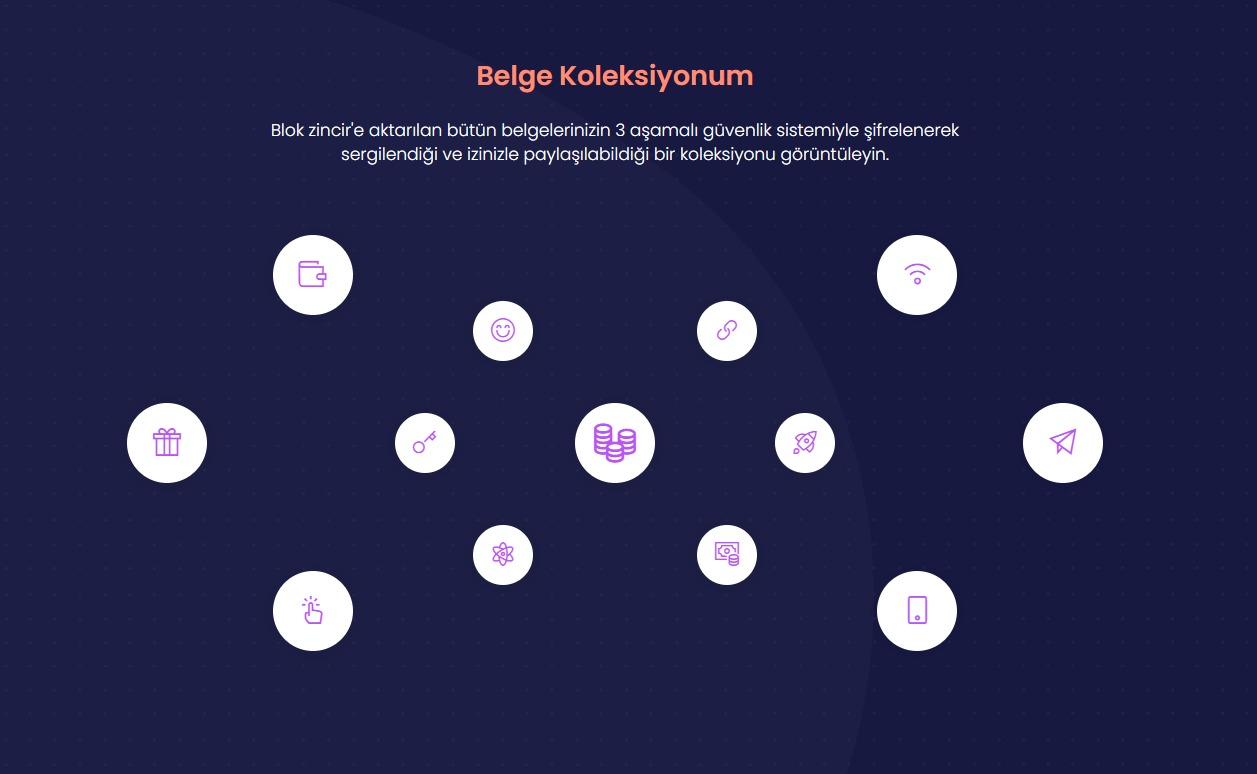 Belge Koleksiyonum
Blok zincir'e aktarılan bütün belgelerinizin 3 aşamalı güvenlik sistemiyle şifrelenerek
sergilendiği ve izinizle paylaşılabildiği bir koleksiyonu görüntüleyin.